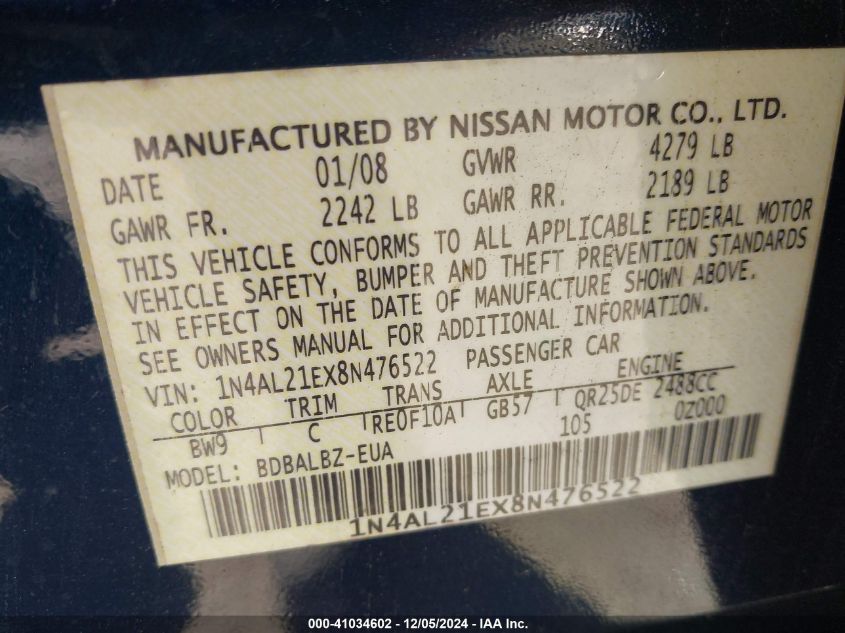 MANUFACTURED BY NISSAN MOTOR CO., LTD.
DATE 01/08 GVWR 4279 LB
GAWR FR. 2242 LB GAWR RR. 2189 LB
THIS VEHICLE CONFORMS TO ALL APPLICABLE FEDERAL MOTOR
VEHICLE SAFETY, BUMPER AND THEFT PREVENTION STANDARDS
IN EFFECT ON THE DATE OF MANUFACTURE SHOWN ABOVE.
SEE OWNERS MANUAL FOR ADDITIONAL INFORMATION.
VIN: 1N4AL21EX8N476522 PASSENGER CAR
COLOR TRIM TRANS AXLE ENGINE
BW9 C RE0F10A GB57 QR25DE 2488CC
105 0Z000
MODEL: BDBALBZ-EUA
1N4AL21EX8N476522
000-41034602 - 12/05/2024 - IAA Inc.